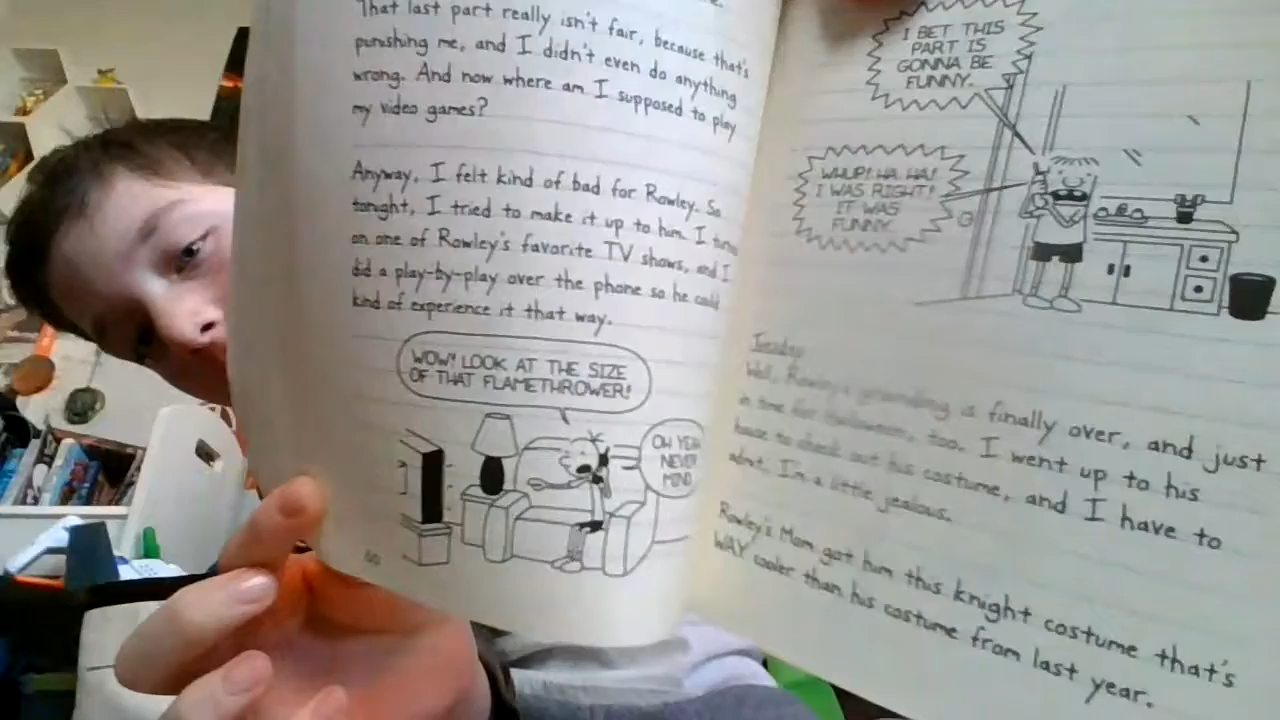 That last part really isn't fair, because that's
punishing me, and I didn't even do anything
wrong. And now where am I supposed to play
my video games?
Anyway, I felt kind of bad for Rowley. So
tonight, I tried to make it up to him. I
on one of Rowley's favorite TV shows, and I
did a play-by-play over the phone so he could
kind of experience it that way.
WOW! LOOK AT THE SIZE
OF THAT FLAMETHROWER!
OH YEAH
NEVER
MIND
I BET THIS
PART IS
GONNA BE
FUNNY.
WHUP! HA HA!
I WAS RIGHT!
IT WAS
FUNNY.
Tuesday
Well, Rowley's grounding is finally over, and just
in time for Halloween, too. I went up to his
house to check out his costume, and I have to
admit, I'm a little jealous.
Rowley's Mom got him this knight costume that's
WAY cooler than his costume from last year.